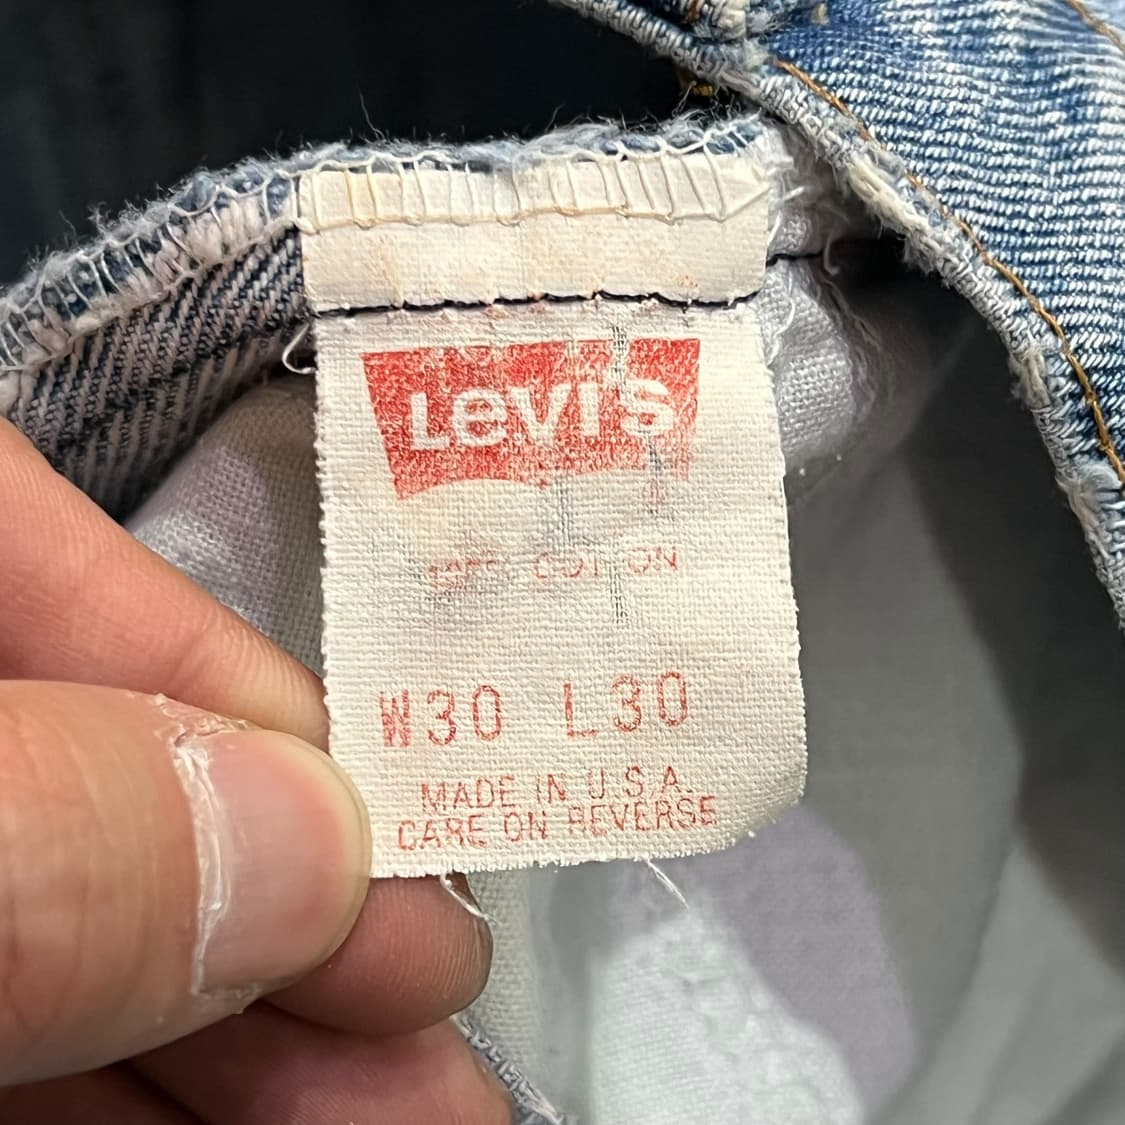 Levi's
100% COTTON
W30 L30
MADE IN U.S.A.
CARE ON REVERSE